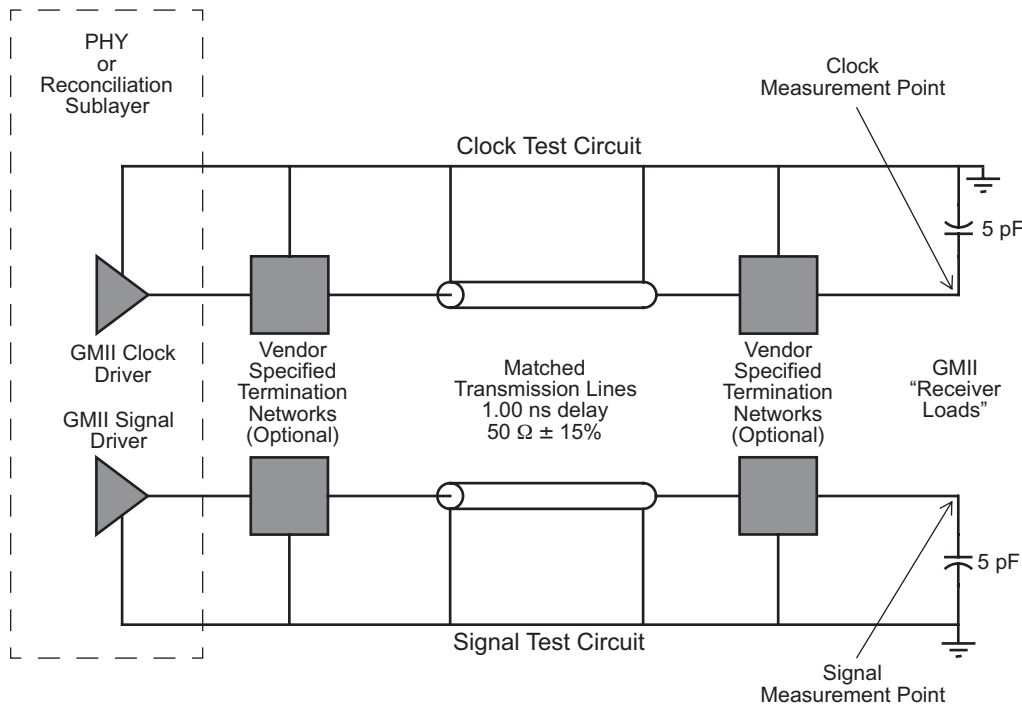 PHY
or
Reconciliation
Sublayer
Clock
Measurement Point
Clock Test Circuit
5 pF
GMII Clock
Driver
Vendor
Specified
Termination
Networks
(Optional)
Matched
Transmission Lines
1.00 ns delay
50 Ω ± 15%
Vendor
Specified
Termination
Networks
(Optional)
GMII
“Receiver
Loads”
GMII Signal
Driver
5 pF
Signal Test Circuit
Signal
Measurement Point